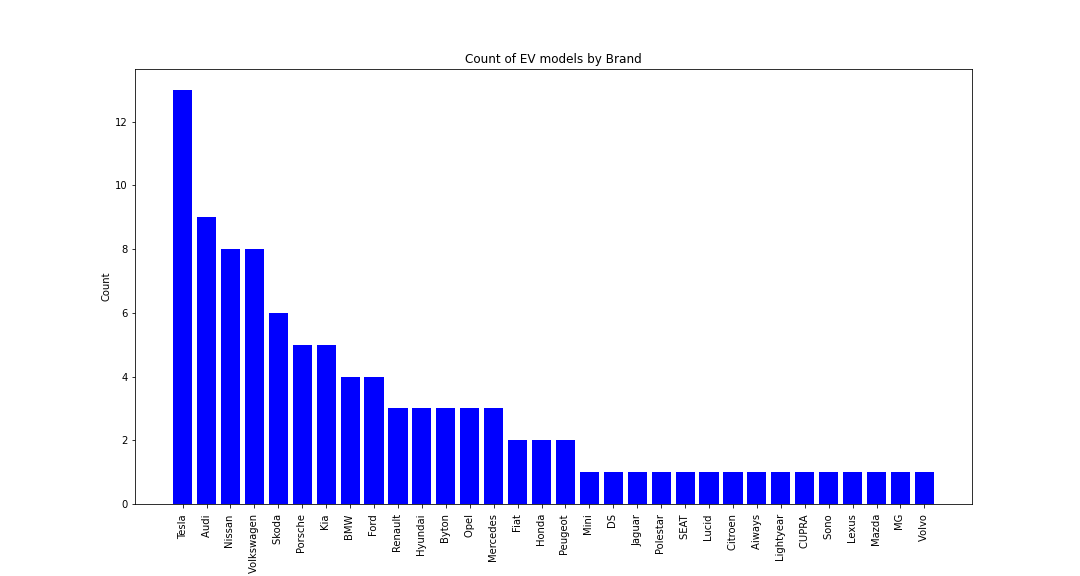 Count of EV models by Brand
12
10
8
6
4
2
0
Count
Tesla
Audi
Nissan
Volkswagen
Skoda
Porsche
Kia
BMW
Ford
Renault
Hyundai
Byton
Opel
Mercedes
Fiat
Honda
Peugeot
Mini
DS
Jaguar
Polestar
SEAT
Lucid
Citroen
Aiways
Lightyear
CUPRA
Sono
Lexus
Mazda
MG
Volvo